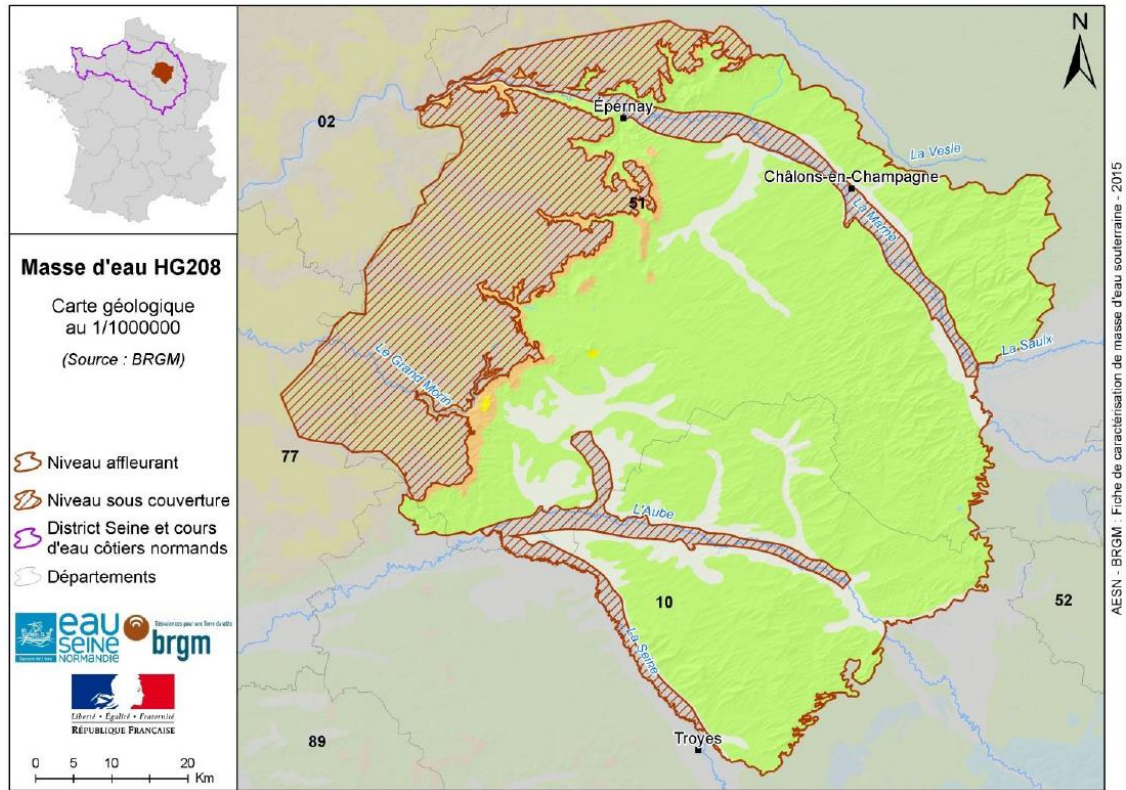 Masse d'eau HG208
Carte géologique
au 1/1000000
(Source : BRGM)
Niveau affleurant
Niveau sous couverture
District Seine et cours
d'eau côtiers normands
Départements
eau
SEINE
NORMANDIE
brgm
Liberté • Égalité • Fraternité
RÉPUBLIQUE FRANÇAISE
0 5 10 20
Km
N
02
Épernay
La Vesle
Châlons-en-Champagne
51
La Marne
La Saulx
Le Grand Morin
77
L'Aube
10
52
La Seine
Troyes
89
AESN - BRGM : Fiche de caractérisation de masse d'eau souterraine - 2015